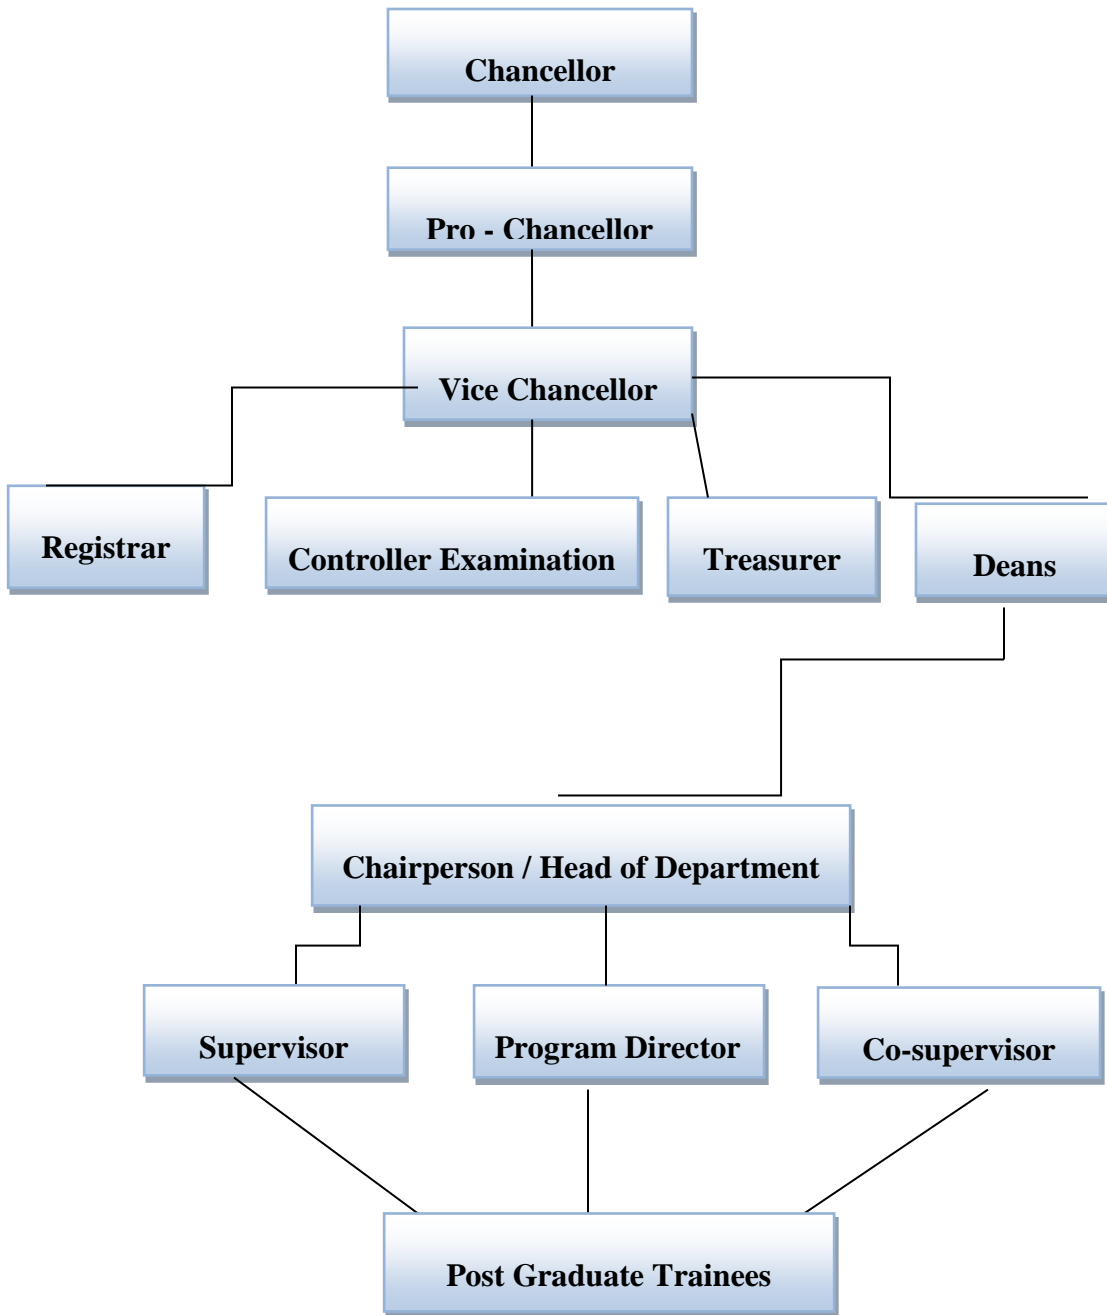 Chancellor
Pro - Chancellor
Vice Chancellor
Registrar
Controller Examination
Treasurer
Deans
Chairperson / Head of Department
Supervisor
Program Director
Co-supervisor
Post Graduate Trainees